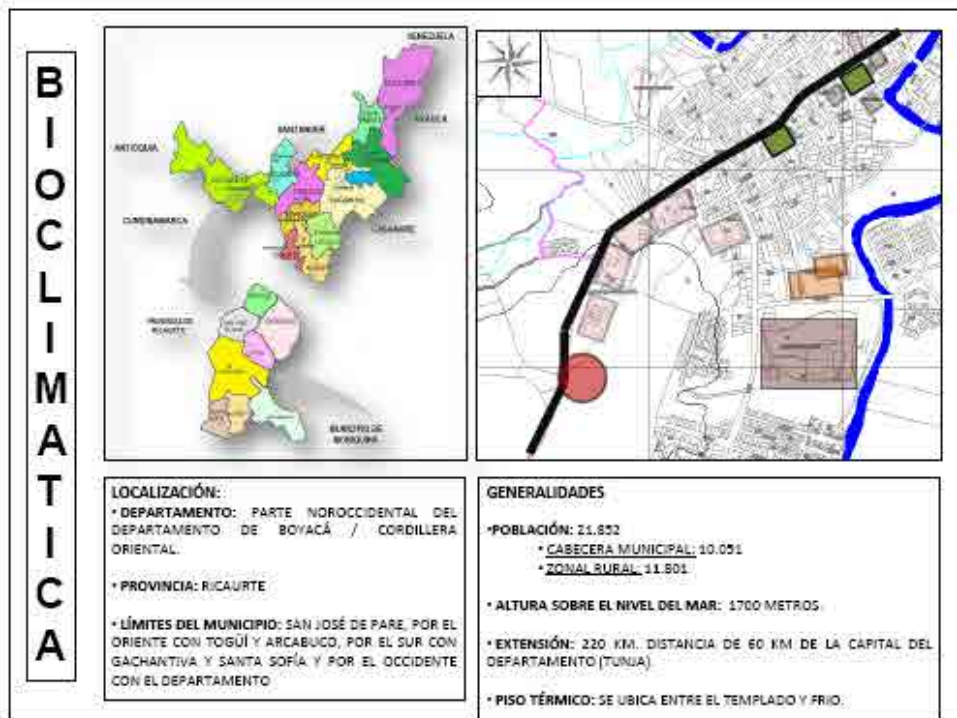 BIOCLIMATICA
VENEZUELA
ARAUCA
SANTANDER
ANTIOQUIA
CUNDINAMARCA
CASANARE
PROVINCIA DE
RICAURTE
MUNICIPIO DE
MONIQUIRA
LOCALIZACIÓN:
• DEPARTAMENTO: PARTE NOROCCIDENTAL DEL
DEPARTAMENTO DE BOYACÁ / CORDILLERA
ORIENTAL.
• PROVINCIA: RICAURTE
• LÍMITES DEL MUNICIPIO: SAN JOSÉ DE PARE, POR EL
ORIENTE CON TOGÜÍ Y ARCABUCO, POR EL SUR CON
GACHANTIVA Y SANTA SOFÍA Y POR EL OCCIDENTE
CON EL DEPARTAMENTO
GENERALIDADES
•POBLACIÓN: 21.852
• CABECERA MUNICIPAL: 10.051
• ZONAL RURAL: 11.801
• ALTURA SOBRE EL NIVEL DEL MAR: 1700 METROS.
• EXTENSIÓN: 220 KM. DISTANCIA DE 60 KM DE LA CAPITAL DEL
DEPARTAMENTO (TUNJA).
• PISO TÉRMICO: SE UBICA ENTRE EL TEMPLADO Y FRIO.